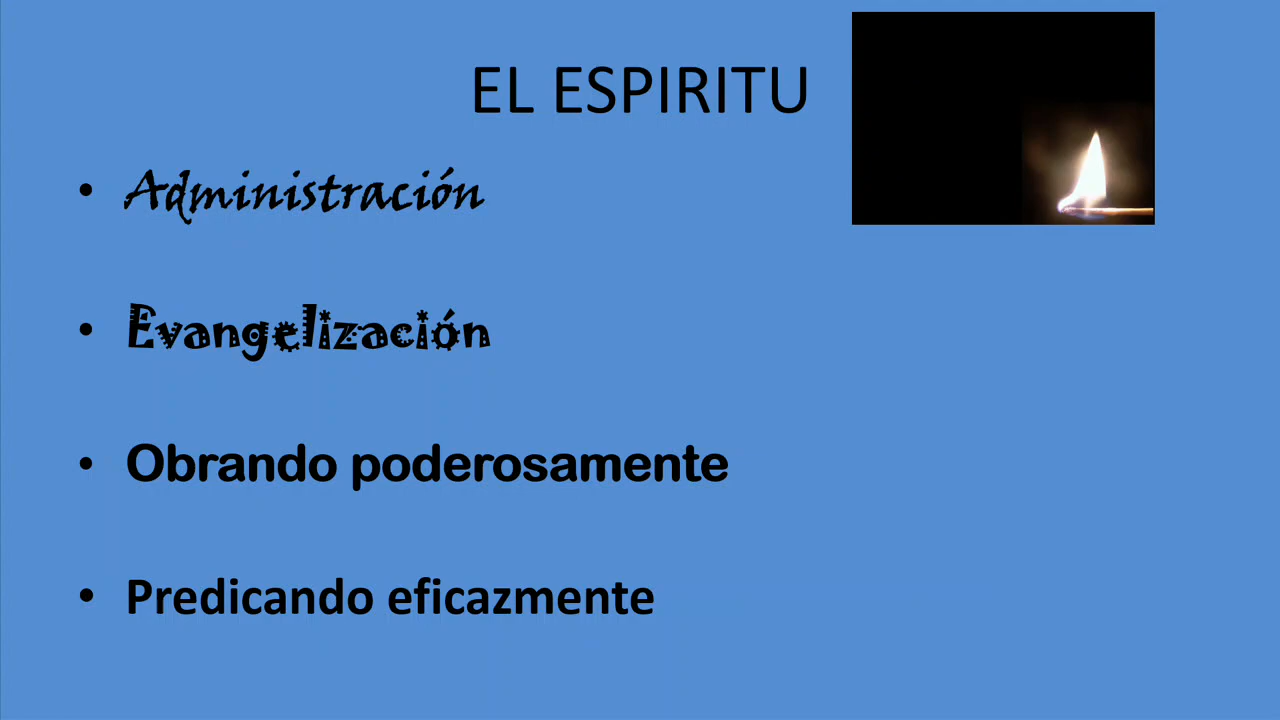 EL ESPIRITU
• Administración
• Evangelización
• Obrando poderosamente
• Predicando eficazmente